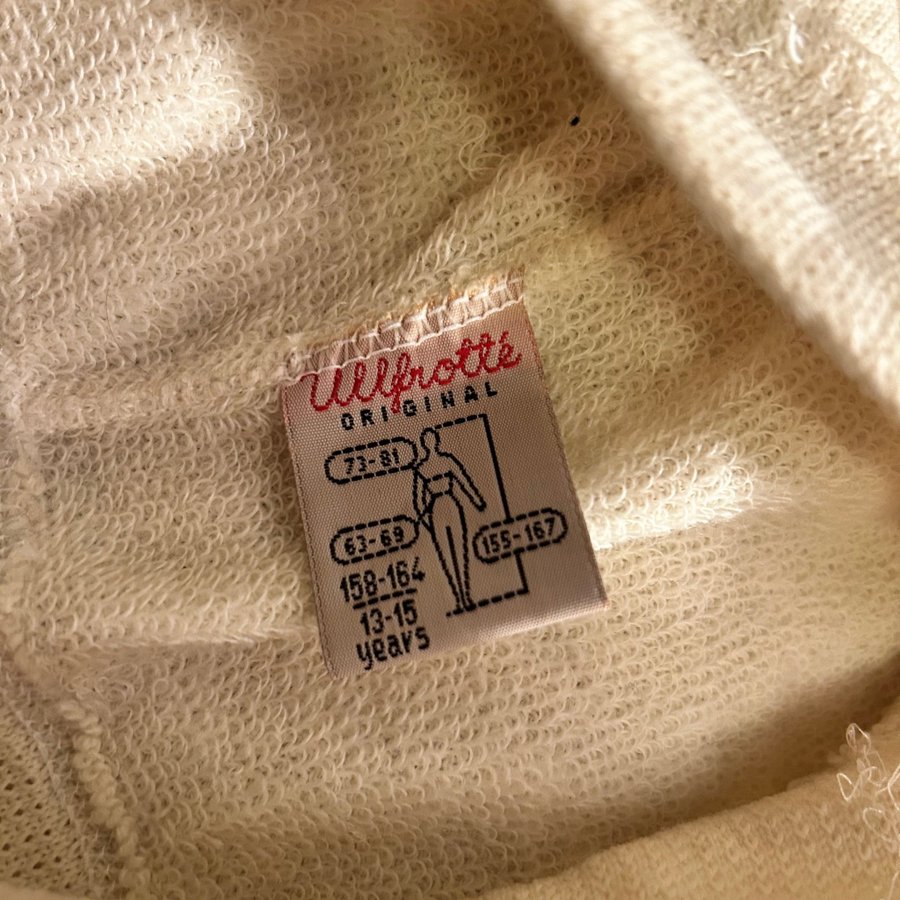 Ullfrotté
ORIGINAL
73-81
63-69
155-167
158-164
13-15
years